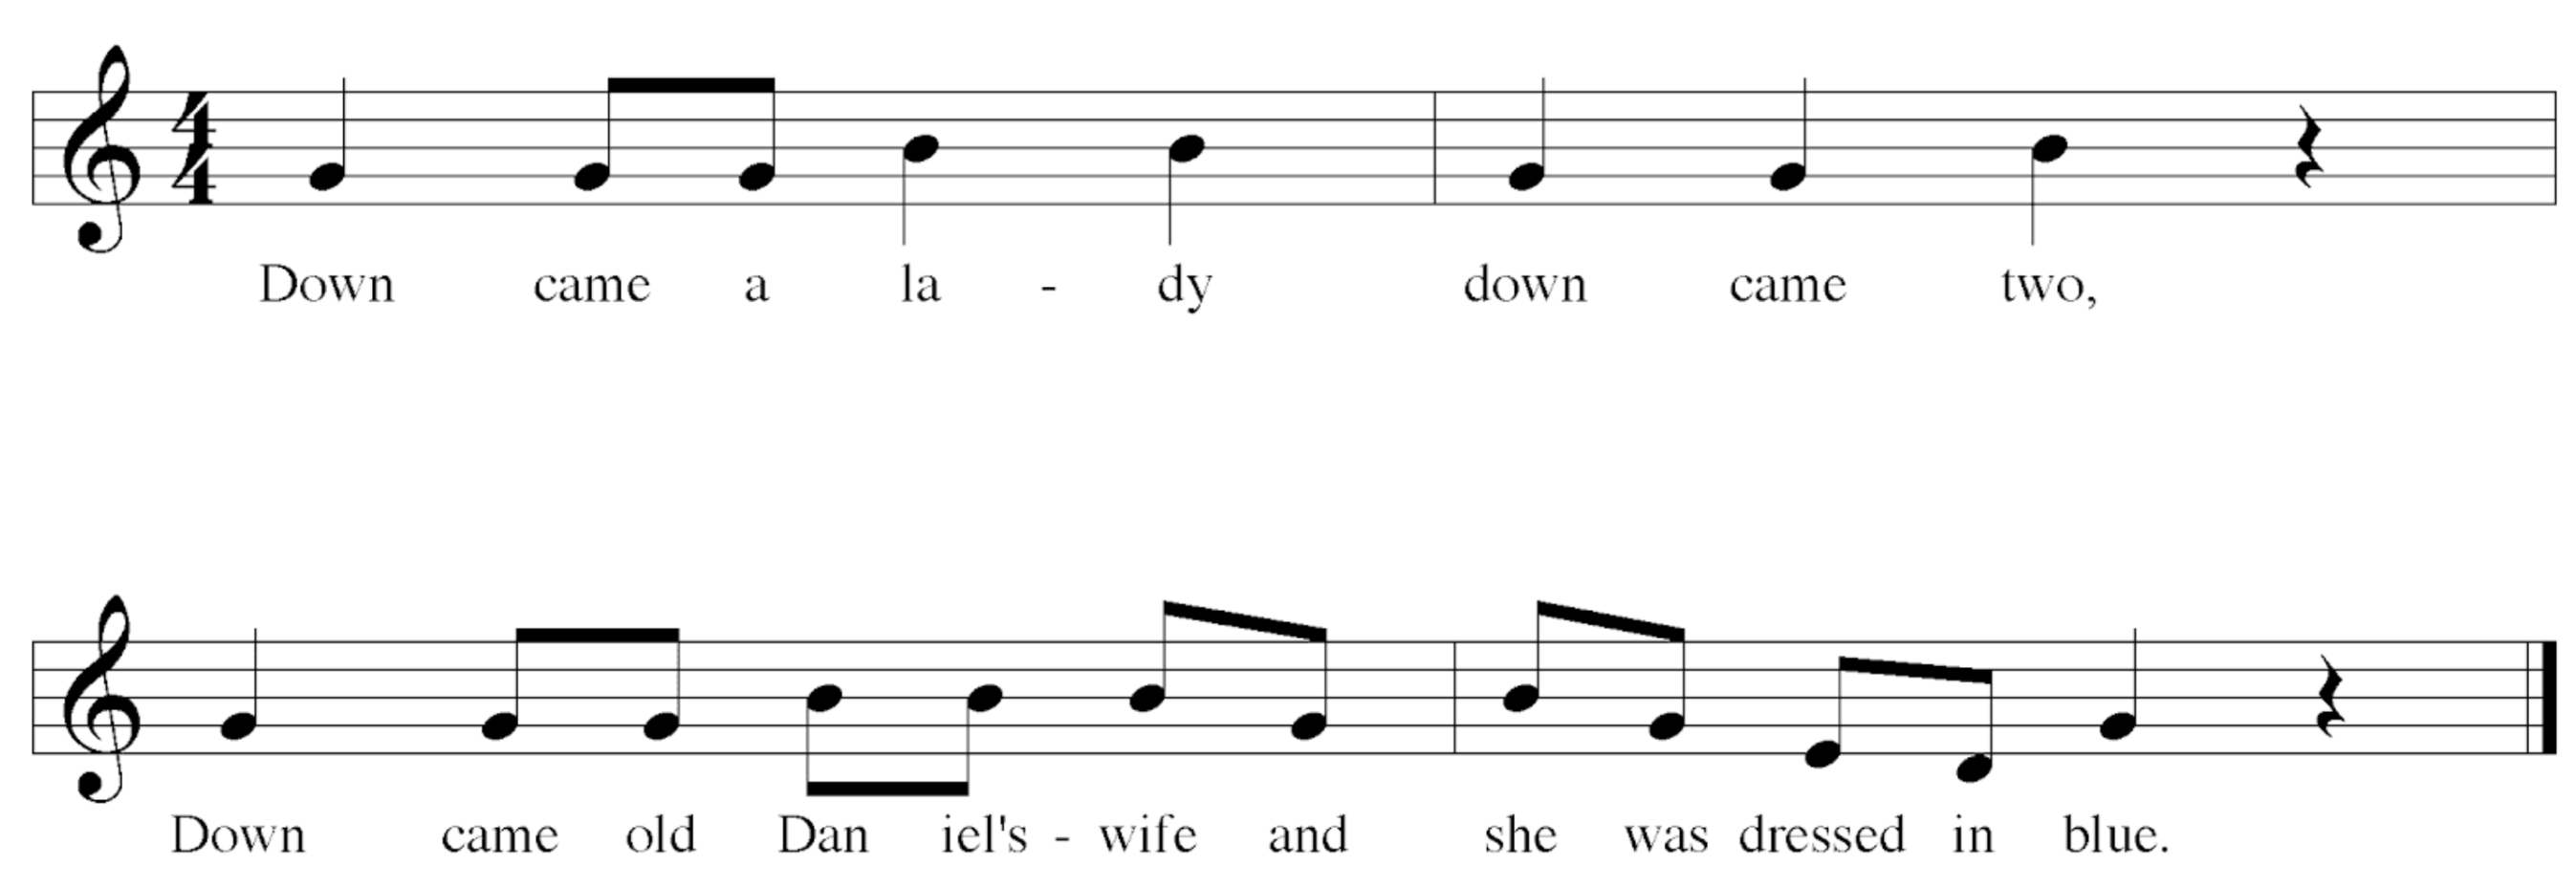 4
4
Down came a la - dy down came two,
Down came old Dan iel's - wife and she was dressed in blue.